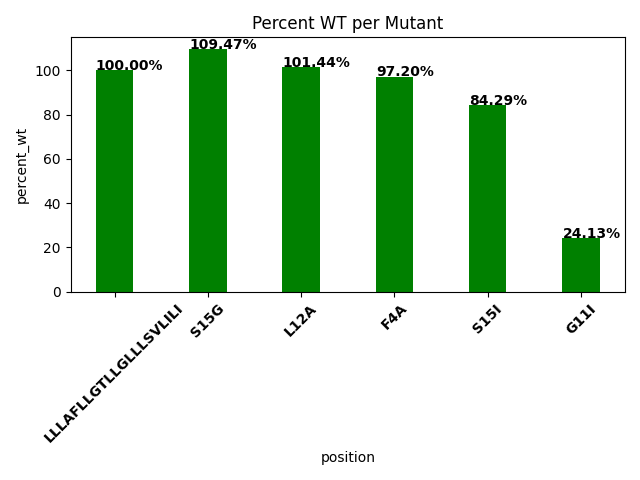 Percent WT per Mutant
percent_wt
100
80
60
40
20
0
100.00%
109.47%
101.44%
97.20%
84.29%
24.13%
LLLAFLLGTLLGLLLSVLILI
S15G
L12A
F4A
S15I
G11I
position